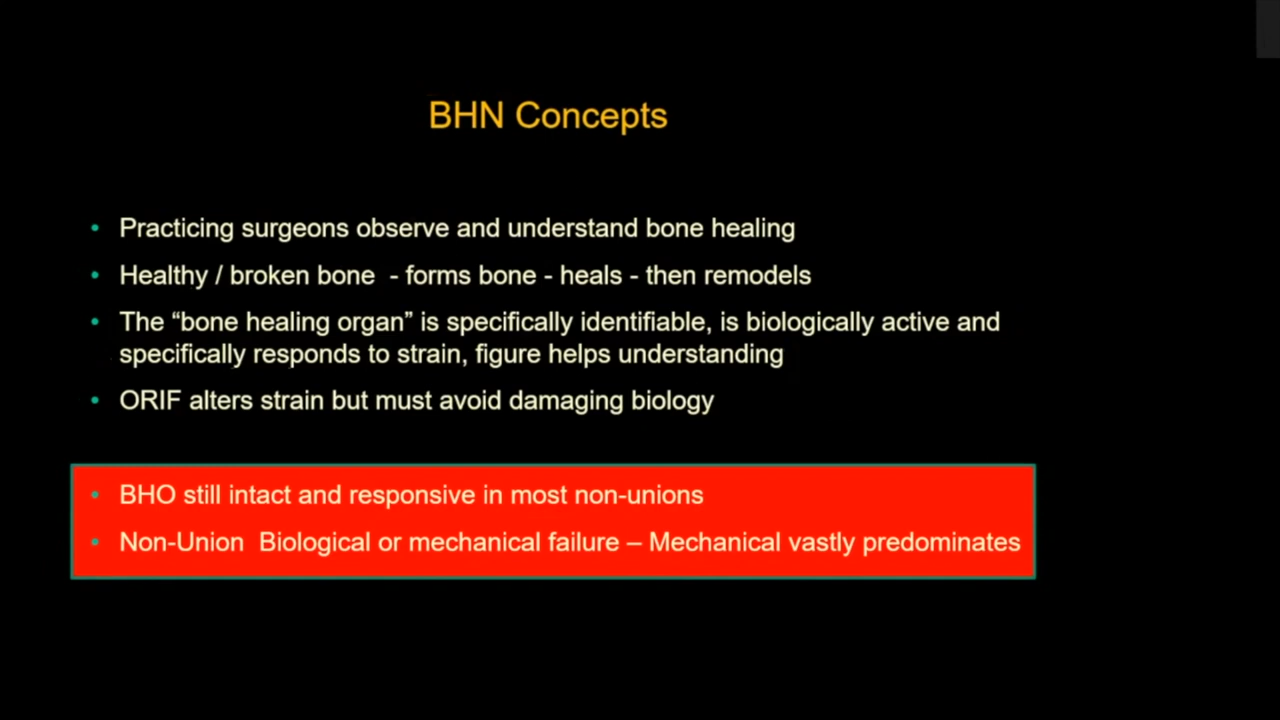 BHN Concepts
• Practicing surgeons observe and understand bone healing
• Healthy / broken bone - forms bone - heals - then remodels
• The “bone healing organ” is specifically identifiable, is biologically active and
specifically responds to strain, figure helps understanding
• ORIF alters strain but must avoid damaging biology
• BHO still intact and responsive in most non-unions
• Non-Union Biological or mechanical failure – Mechanical vastly predominates